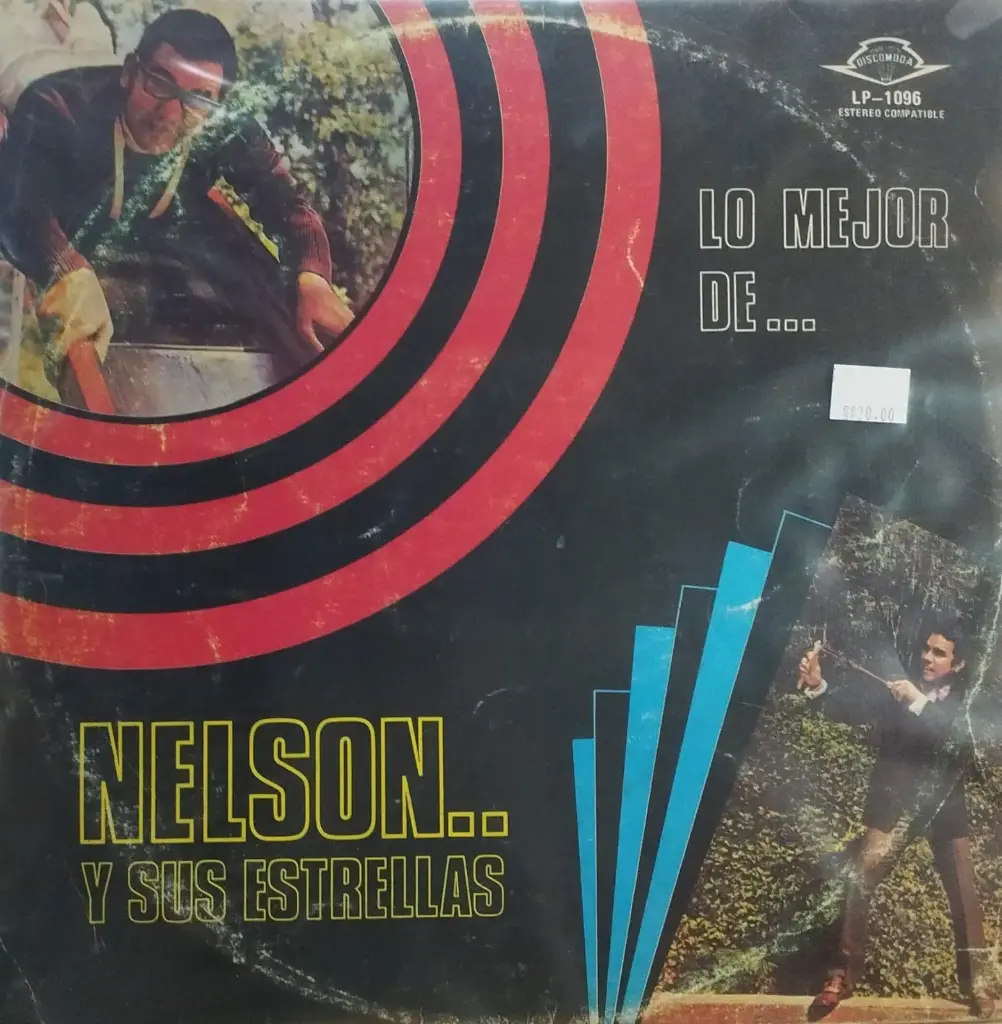 DISCOMODA
LP-1096
ESTEREO COMPATIBLE
LO MEJOR
DE...
NELSON..
Y SUS ESTRELLAS